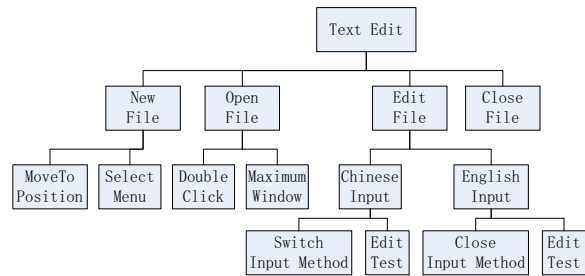 Text Edit
New
File
Open
File
Edit
File
Close
File
MoveTo
Position
Select
Menu
Double
Click
Maximum
Window
Chinese
Input
English
Input
Switch
Input Method
Edit
Test
Close
Input Method
Edit
Test